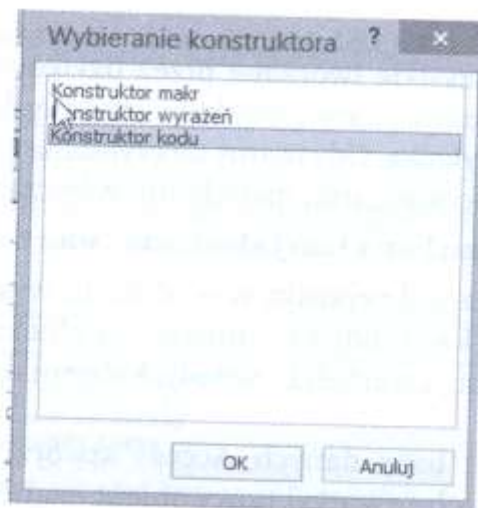 Wybieranie konstruktora ? ×
Konstruktor makr
Konstruktor wyrażeń
Konstruktor kodu
OK Anuluj